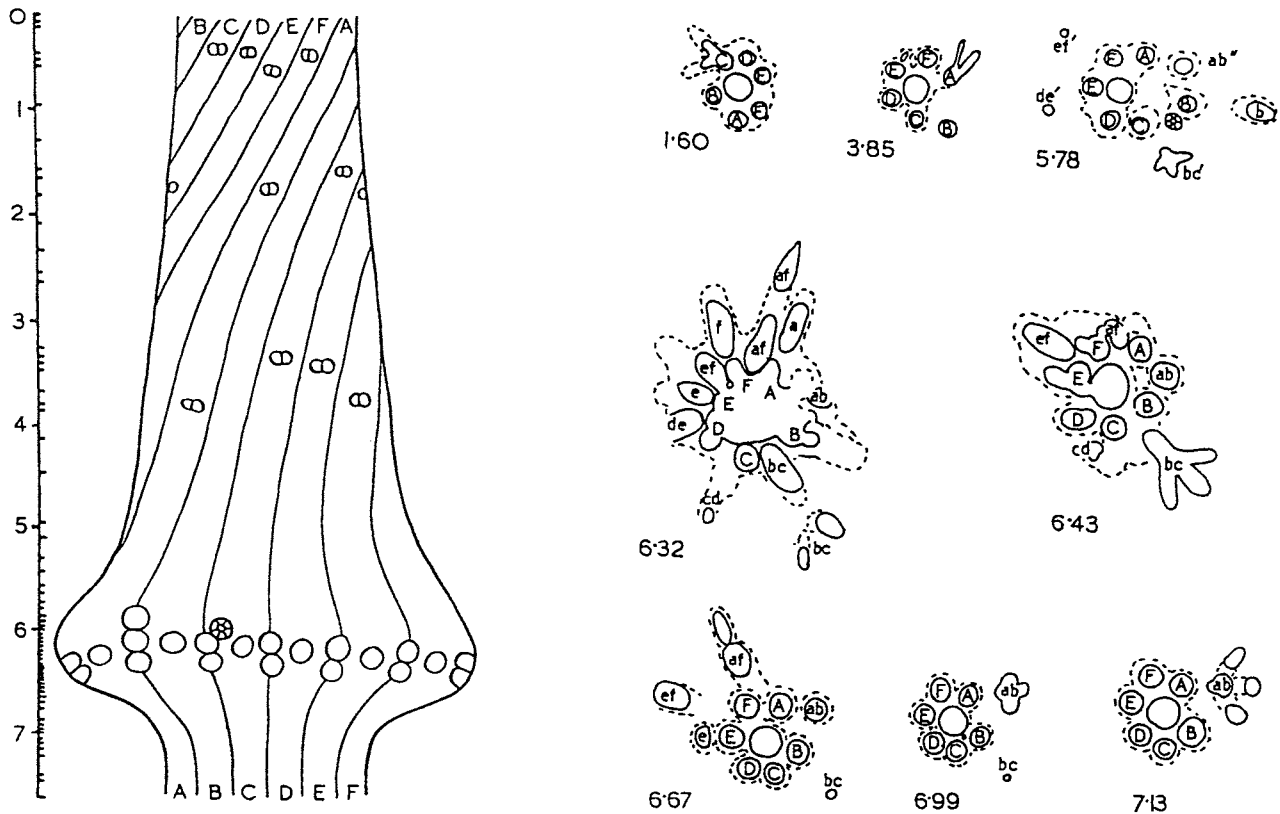 0
B C D E F A
1
2
3
4
5
6
7
A B C D E F
C D E E A B
1·60
F A E D C B
3·85
ef' ab" F A E B b de' D C bc'
5·78
af f af a ef F A e E ab de D B C bc cd bc
6·32
ef F af A E ab B D C cd bc
6·43
af ef F A ab e E B D C bc
6·67
F A ab E B D C bc
6·99
F A ab E B D C
7·13